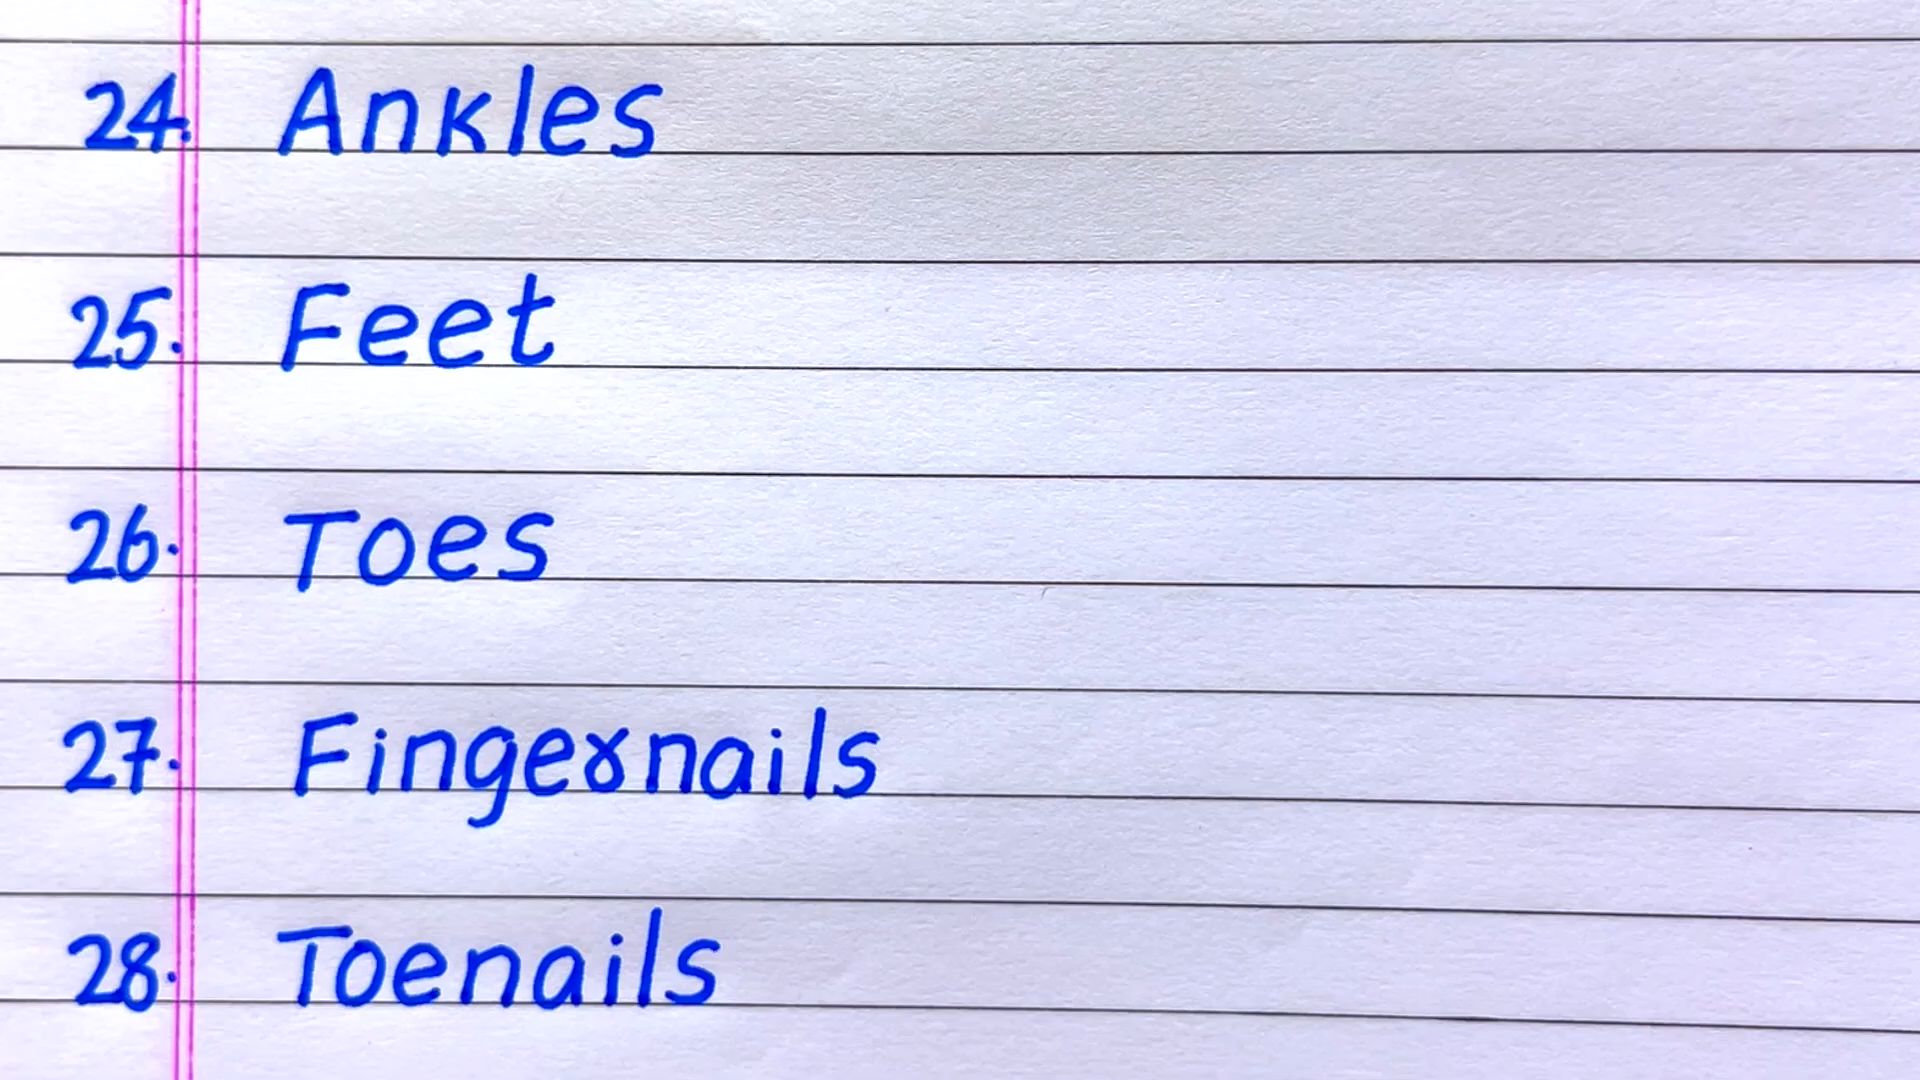 24. Ankles
25. Feet
26. Toes
27. Fingernails
28. Toenails